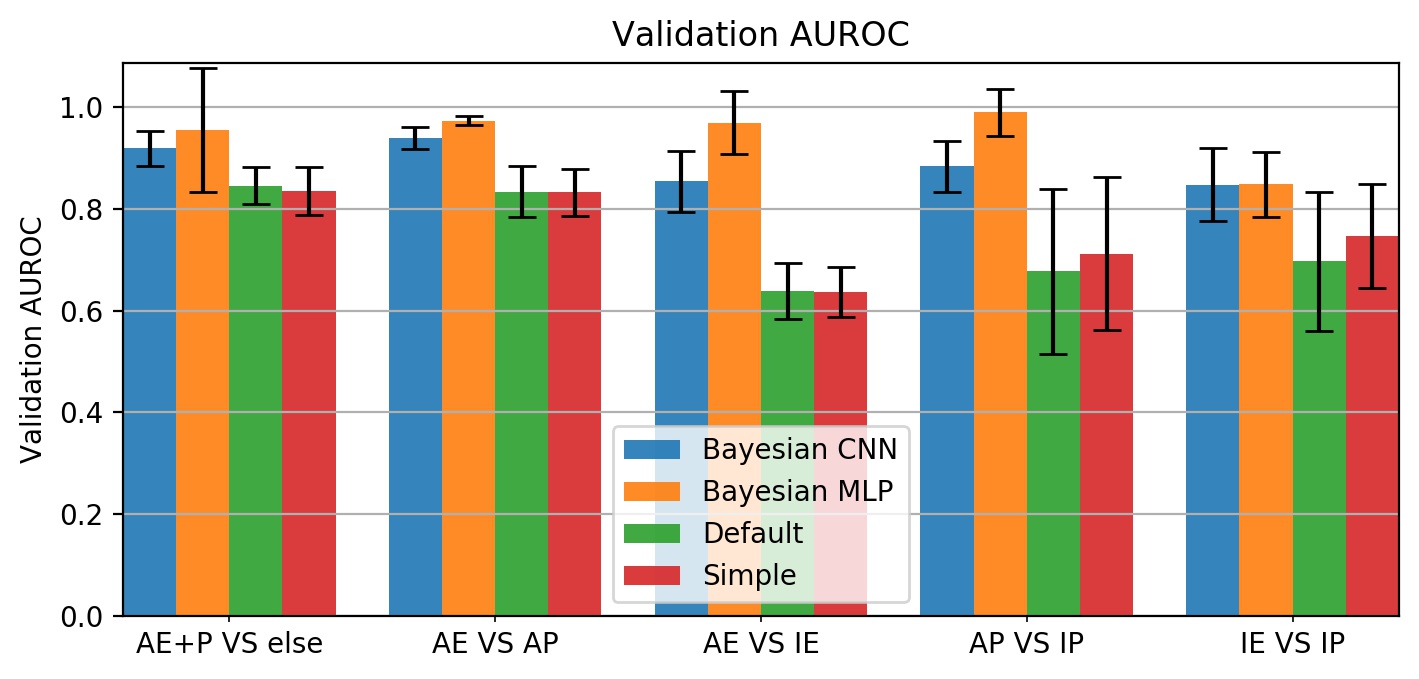 Validation AUROC
Validation AUROC
1.0
0.8
0.6
0.4
0.2
0.0
Bayesian CNN
Bayesian MLP
Default
Simple
AE+P VS else
AE VS AP
AE VS IE
AP VS IP
IE VS IP